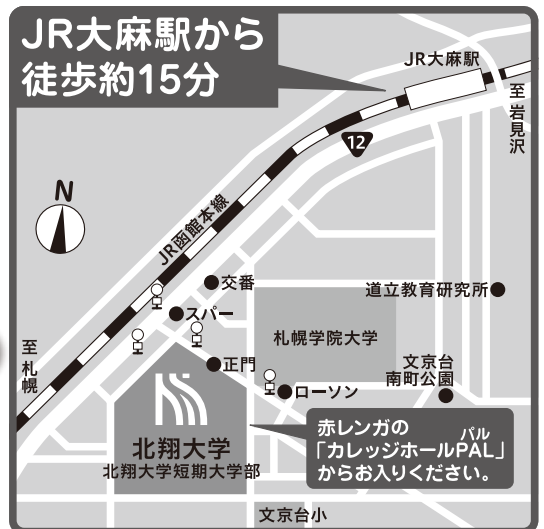 JR大麻駅から
徒歩約15分
JR大麻駅
至岩見沢
12
N
JR函館本線
交番
道立教育研究所
スパー
札幌学院大学
至札幌
正門
文京台
南町公園
ローソン
北翔大学
北翔大学短期大学部
赤レンガの
パル
「カレッジホールPAL」
からお入りください。
文京台小